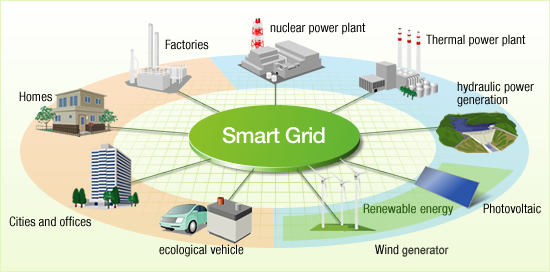 nuclear power plant
Factories
Thermal power plant
hydraulic power
generation
Homes
Smart Grid
Renewable energy
Photovoltaic
Cities and offices
ecological vehicle
Wind generator